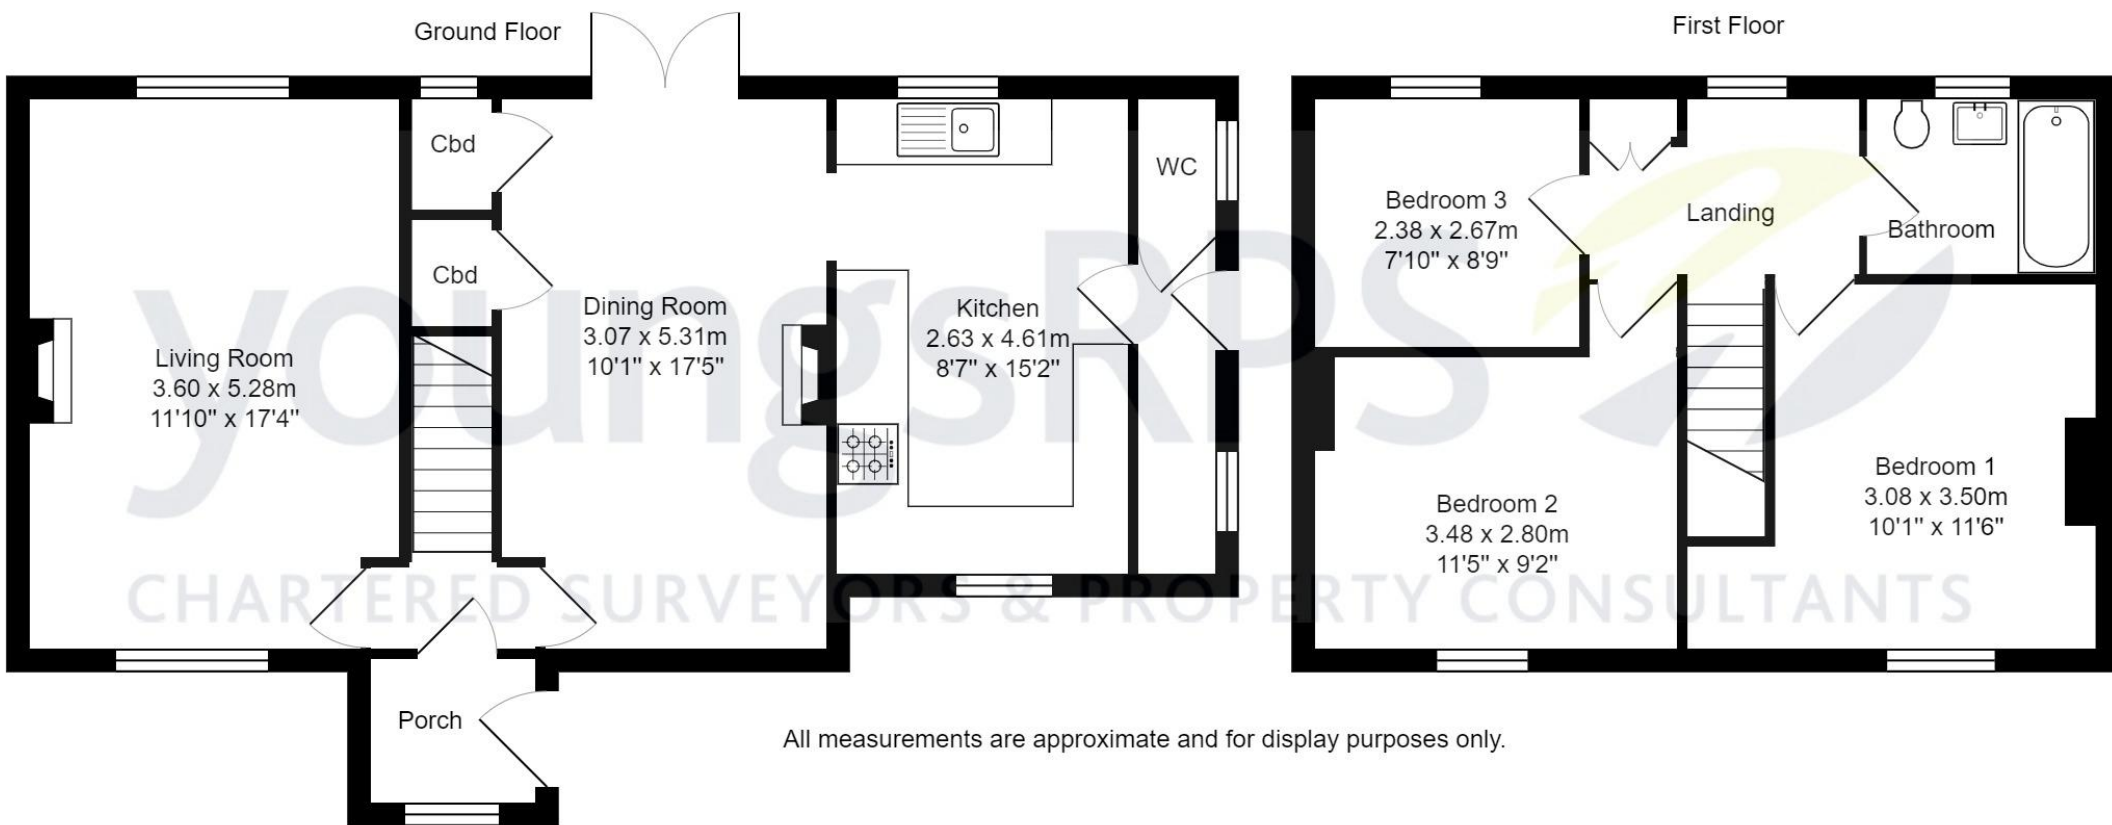 Ground Floor
First Floor
Cbd
WC
Bedroom 3
2.38 x 2.67m
7'10" x 8'9"
Landing
Bathroom
Cbd
Dining Room
3.07 x 5.31m
10'1" x 17'5"
Kitchen
2.63 x 4.61m
8'7" x 15'2"
Living Room
3.60 x 5.28m
11'10" x 17'4"
Bedroom 2
3.48 x 2.80m
11'5" x 9'2"
Bedroom 1
3.08 x 3.50m
10'1" x 11'6"
youngsRPS
CHARTERED SURVEYORS & PROPERTY CONSULTANTS
Porch
All measurements are approximate and for display purposes only.